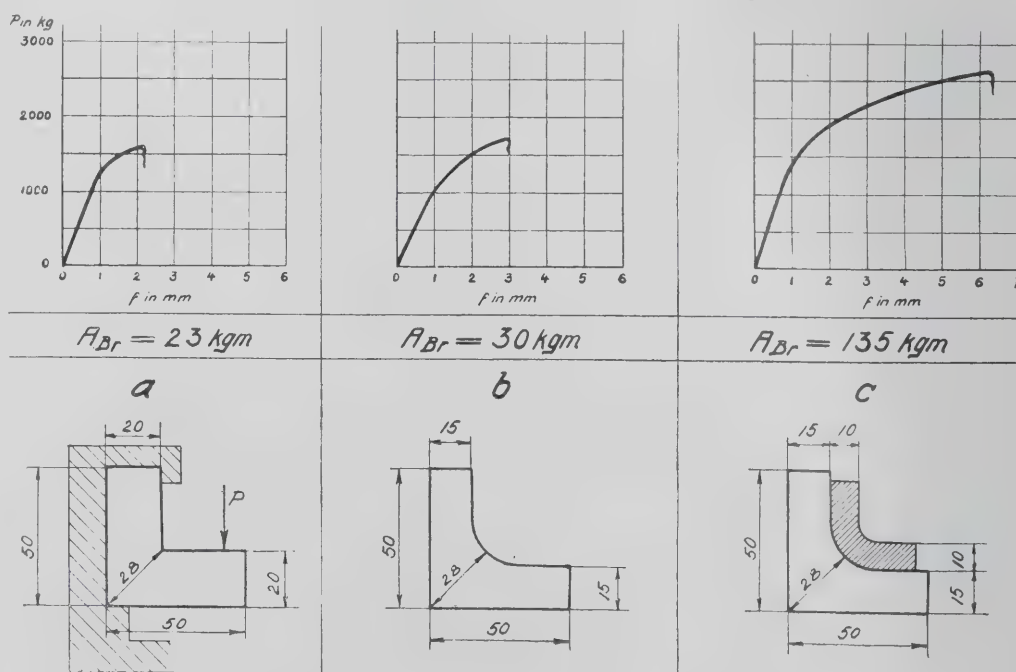 P in kg
3000
2000
1000
0
0 1 2 3 4 5 6
f in mm
0 1 2 3 4 5 6
f in mm
0 1 2 3 4 5 6 7
f in mm
A_Br = 23 kgm
A_Br = 30 kgm
A_Br = 135 kgm
a
b
c
20
50
P
28
20
50
15
50
28
15
50
15 10
50
28
10
15
50